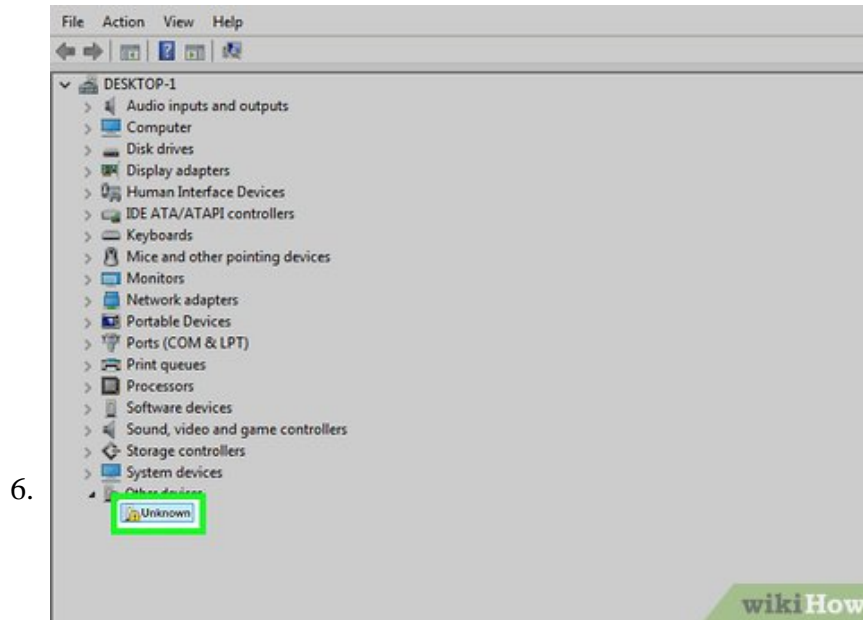 File Action View Help
DESKTOP-1
Audio inputs and outputs
Computer
Disk drives
Display adapters
Human Interface Devices
IDE ATA/ATAPI controllers
Keyboards
Mice and other pointing devices
Monitors
Network adapters
Portable Devices
Ports (COM & LPT)
Print queues
Processors
Software devices
Sound, video and game controllers
Storage controllers
System devices
6.
Other devices
Unknown
wikiHow